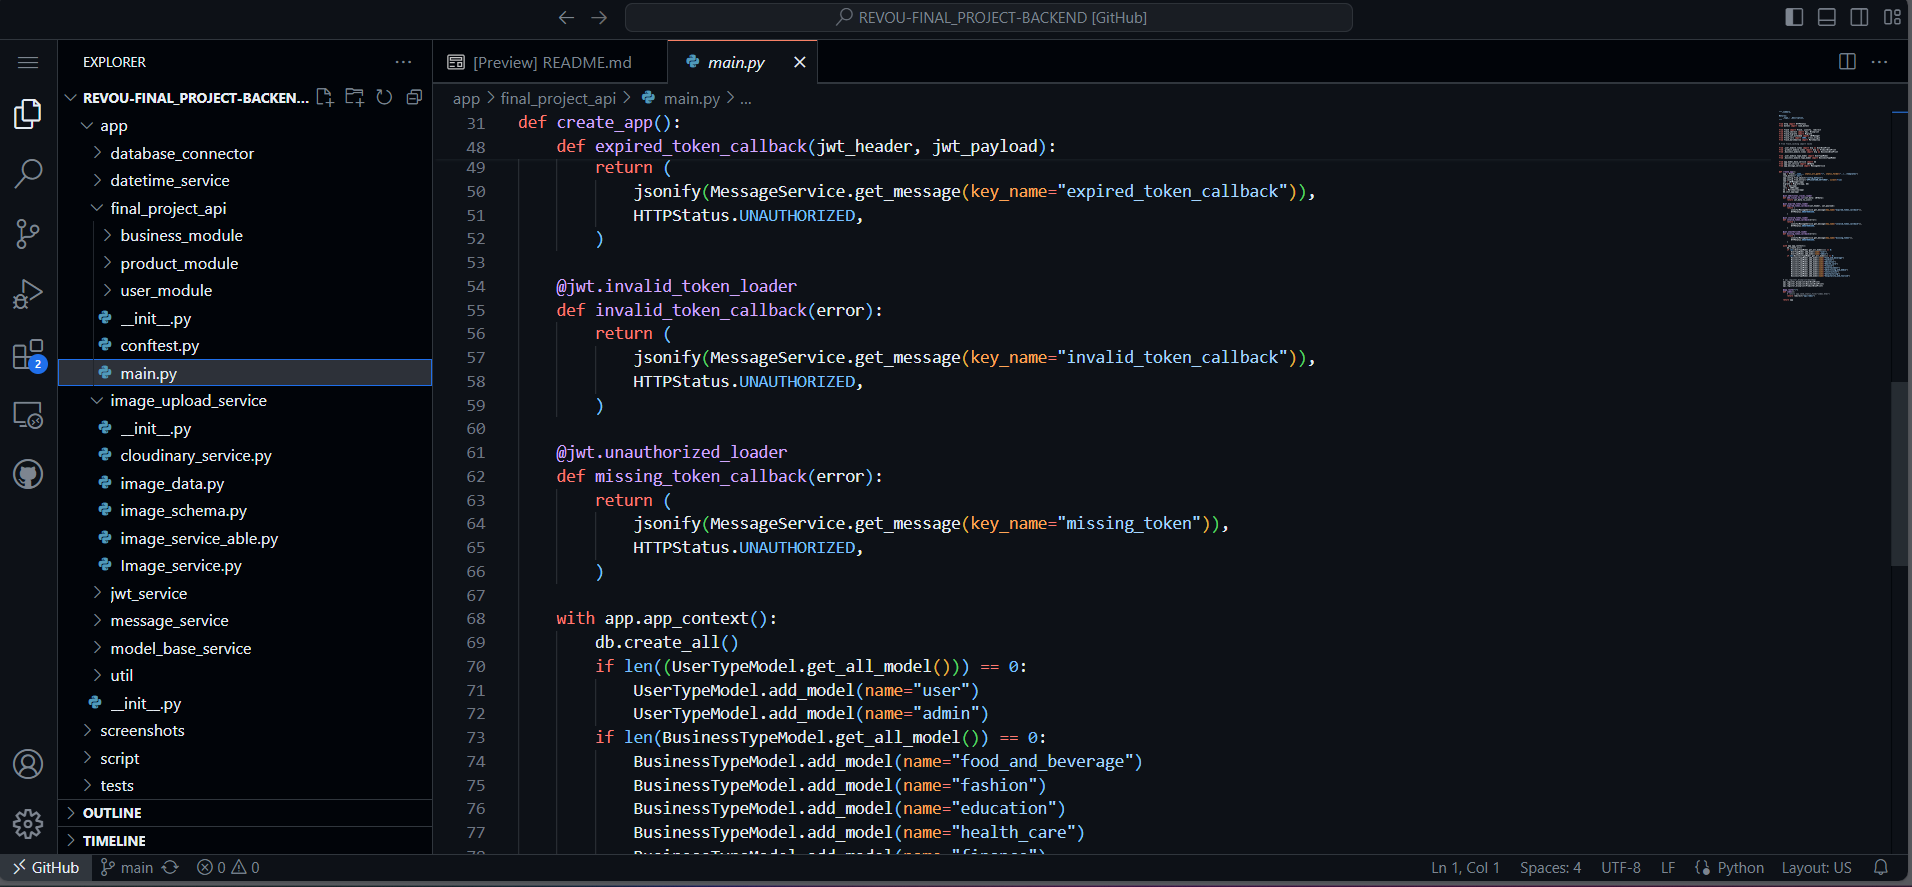 REVOU-FINAL_PROJECT-BACKEND [GitHub]
EXPLORER
REVOU-FINAL_PROJECT-BACKEN...
app
database_connector
datetime_service
final_project_api
business_module
product_module
user_module
__init__.py
conftest.py
main.py
image_upload_service
__init__.py
cloudinary_service.py
image_data.py
image_schema.py
image_service_able.py
Image_service.py
jwt_service
message_service
model_base_service
util
__init__.py
screenshots
script
tests
OUTLINE
TIMELINE
2
[Preview] README.md
main.py
app > final_project_api > main.py > ...
31 def create_app():
48 def expired_token_callback(jwt_header, jwt_payload):
49 return (
50 jsonify(MessageService.get_message(key_name="expired_token_callback")),
51 HTTPStatus.UNAUTHORIZED,
52 )
53
54 @jwt.invalid_token_loader
55 def invalid_token_callback(error):
56 return (
57 jsonify(MessageService.get_message(key_name="invalid_token_callback")),
58 HTTPStatus.UNAUTHORIZED,
59 )
60
61 @jwt.unauthorized_loader
62 def missing_token_callback(error):
63 return (
64 jsonify(MessageService.get_message(key_name="missing_token")),
65 HTTPStatus.UNAUTHORIZED,
66 )
67
68 with app.app_context():
69 db.create_all()
70 if len((UserTypeModel.get_all_model())) == 0:
71 UserTypeModel.add_model(name="user")
72 UserTypeModel.add_model(name="admin")
73 if len(BusinessTypeModel.get_all_model()) == 0:
74 BusinessTypeModel.add_model(name="food_and_beverage")
75 BusinessTypeModel.add_model(name="fashion")
76 BusinessTypeModel.add_model(name="education")
77 BusinessTypeModel.add_model(name="health_care")
GitHub main 0 0 Ln 1, Col 1 Spaces: 4 UTF-8 LF Python Layout: US